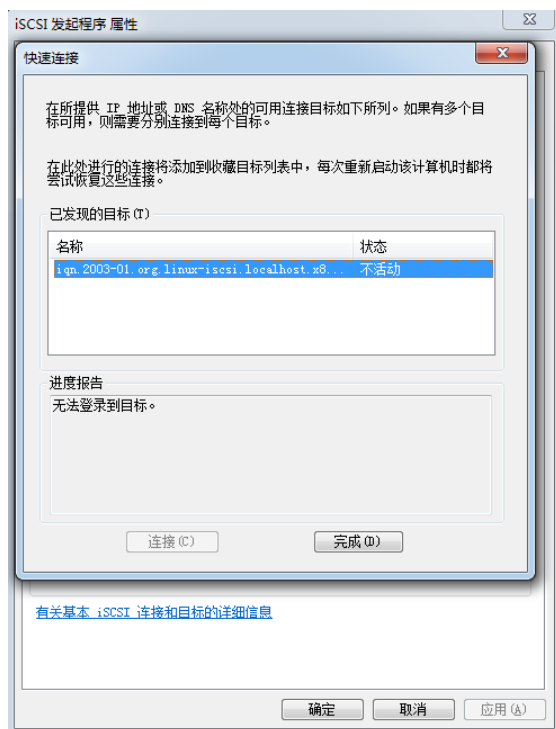 iSCSI 发起程序 属性
快速连接
在所提供 IP 地址或 DNS 名称处的可用连接目标如下所列。如果有多个目
标可用，则需要分别连接到每个目标。
在此处进行的连接将添加到收藏目标列表中，每次重新启动该计算机时都将
尝试恢复这些连接。
已发现的目标(T)
名称 状态
iqn.2003-01.org.linux-iscsi.localhost.x8... 不活动
进度报告
无法登录到目标。
连接(C) 完成(D)
有关基本 iSCSI 连接和目标的详细信息
确定 取消 应用(A)